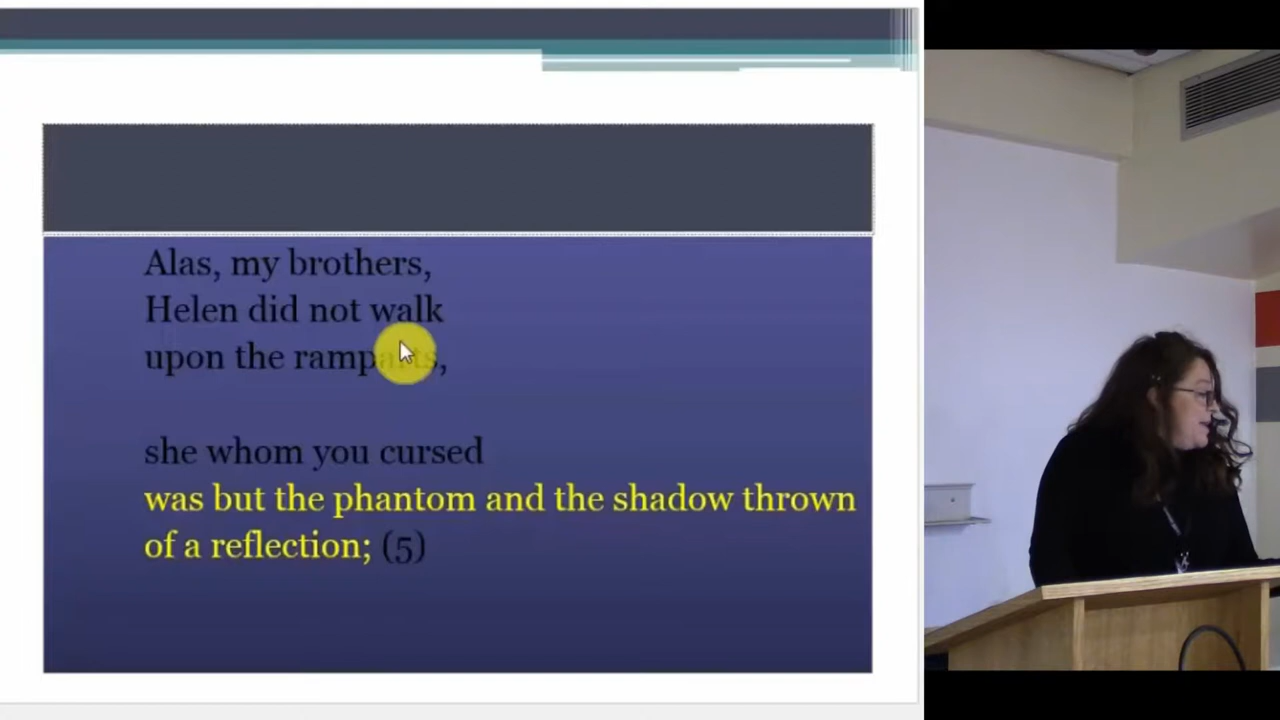 Alas, my brothers,
Helen did not walk
upon the ramparts,
she whom you cursed
was but the phantom and the shadow thrown
of a reflection; (5)